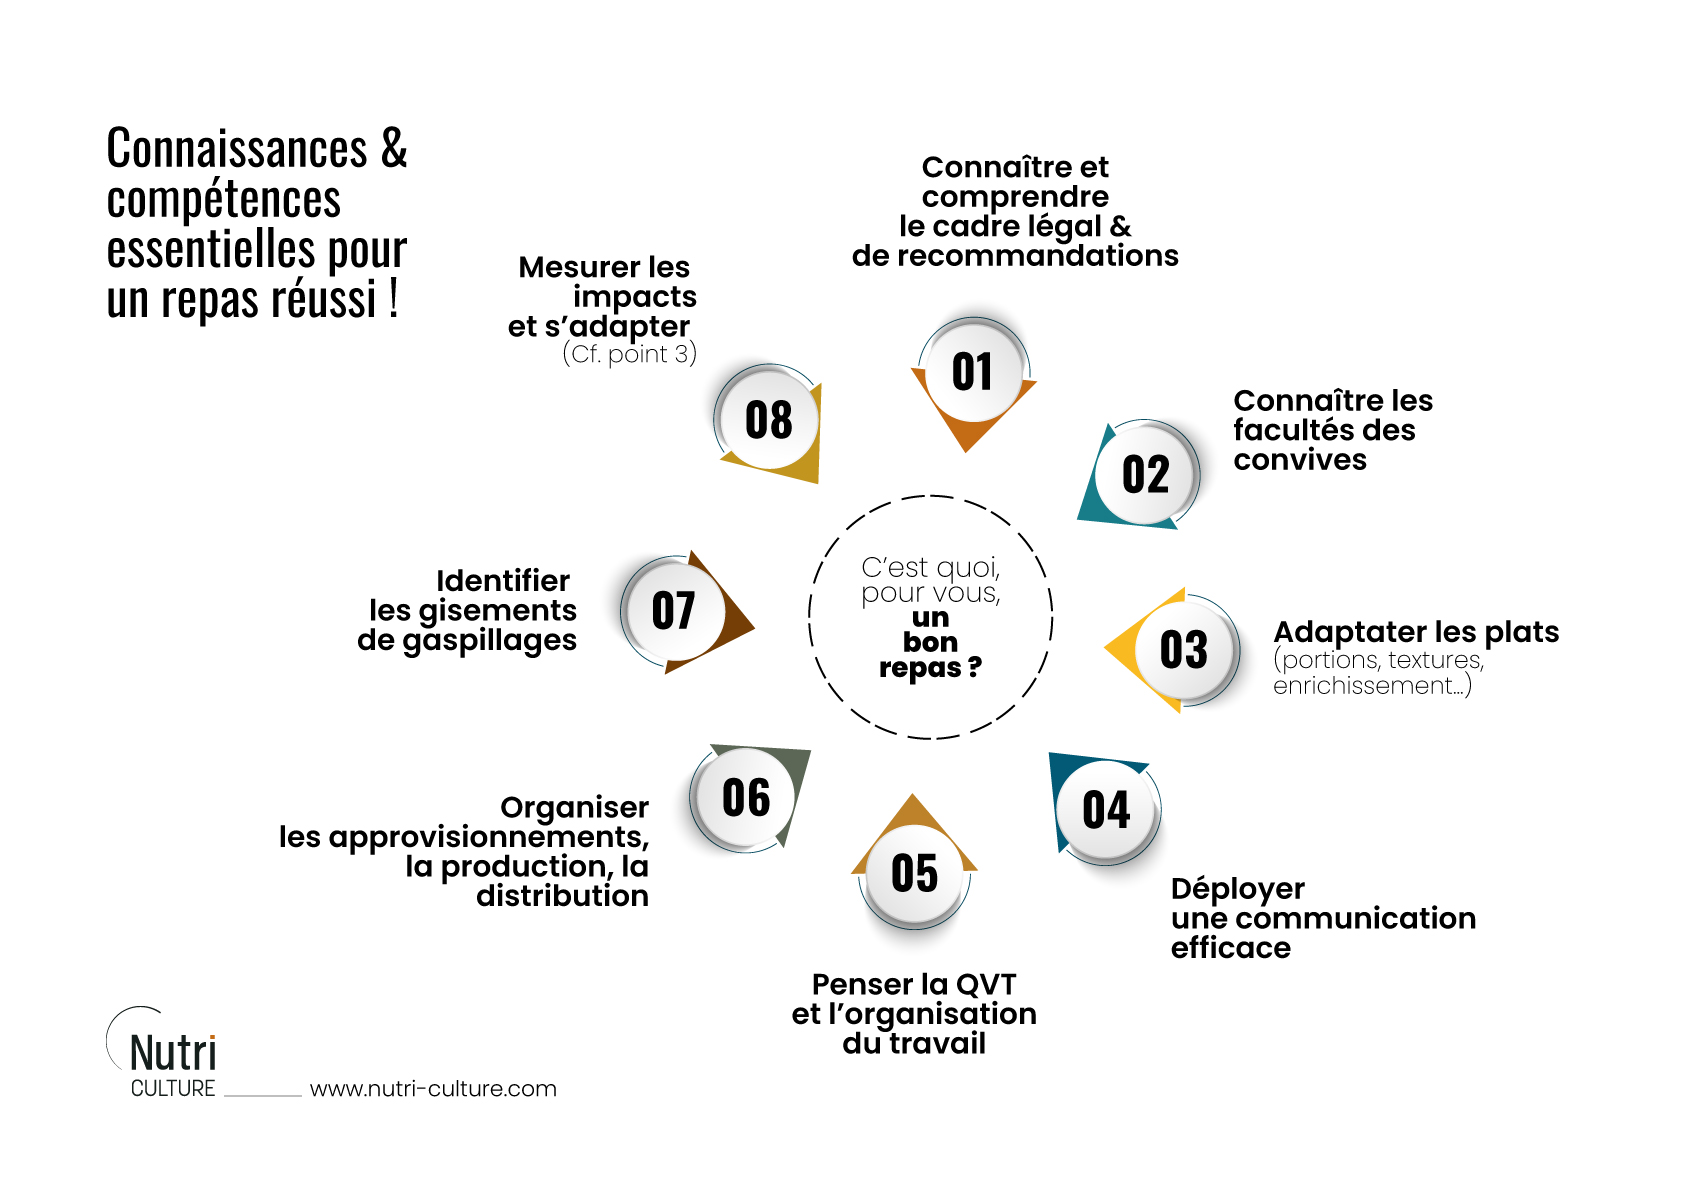 Connaissances &
compétences
essentielles pour
un repas réussi !
Connaître et
comprendre
le cadre légal &
de recommandations
01
Connaître les
facultés des
convives
02
Adaptater les plats
(portions, textures,
enrichissement...)
03
Déployer
une communication
efficace
04
Penser la QVT
et l’organisation
du travail
05
Organiser
les approvisionnements,
la production, la
distribution
06
Identifier
les gisements
de gaspillages
07
Mesurer les
impacts
et s’adapter
(Cf. point 3)
08
C’est quoi,
pour vous,
un
bon
repas ?
Nutri
CULTURE
www.nutri-culture.com